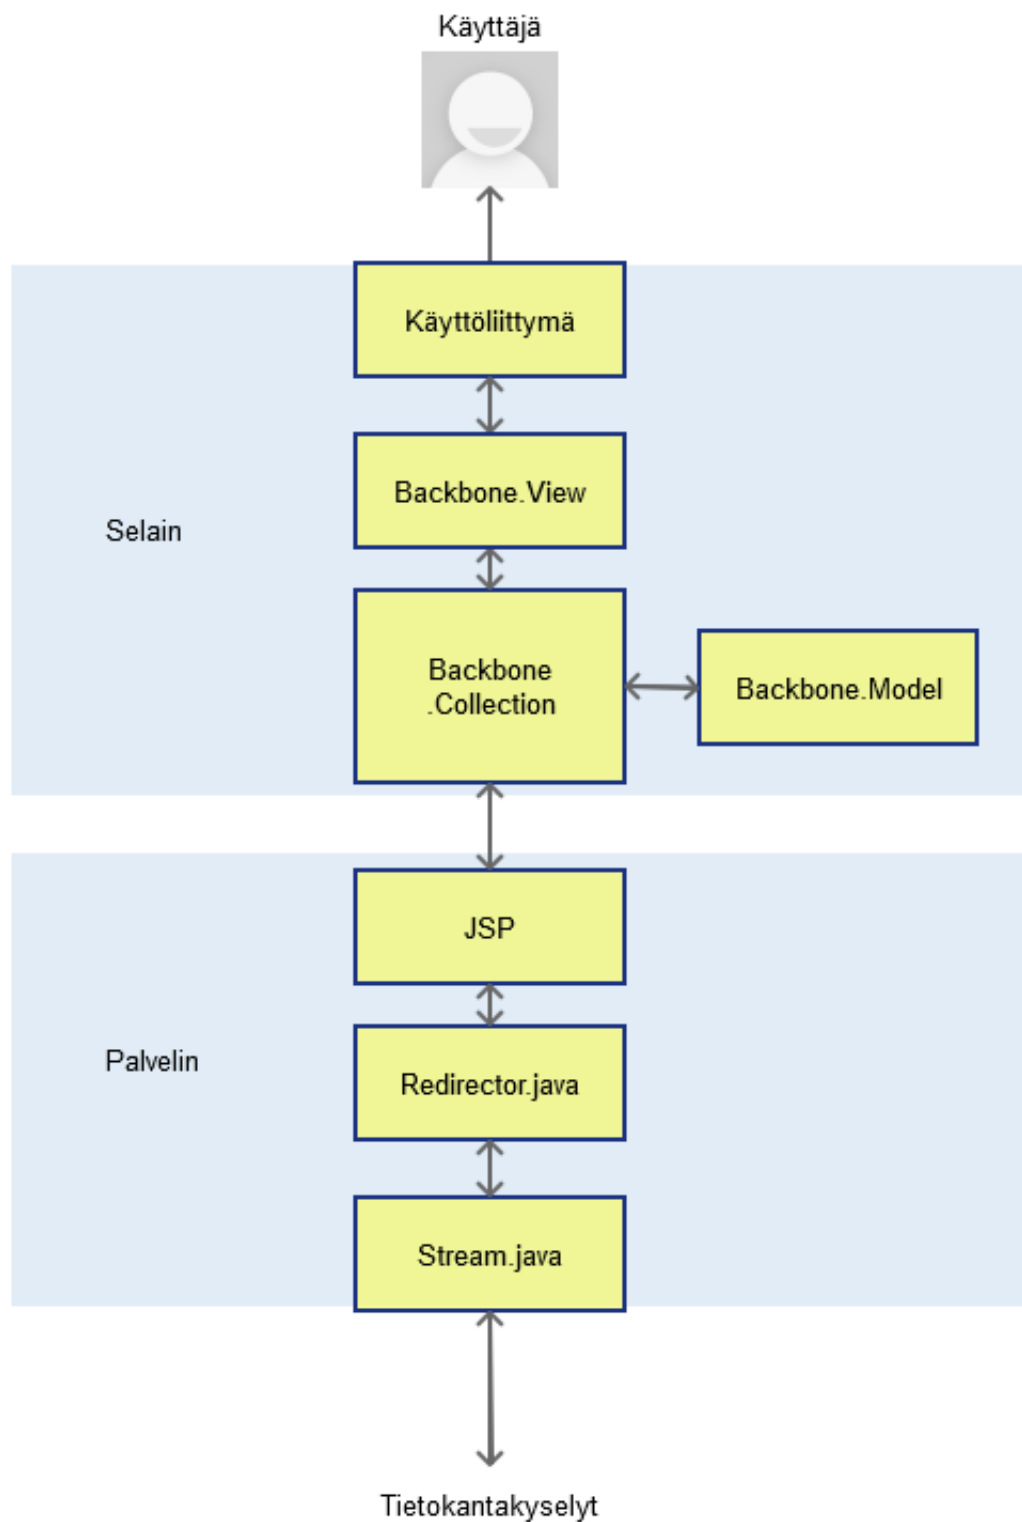 Käyttäjä
Käyttöliittymä
Backbone.View
Selain
Backbone
.Collection
Backbone.Model
JSP
Palvelin
Redirector.java
Stream.java
Tietokantakyselyt